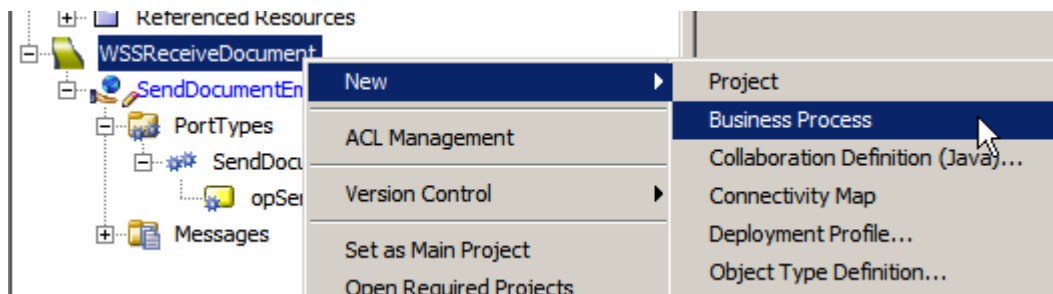 Referenced Resources
WSSReceiveDocument
SendDocumentEn
PortTypes
SendDocu
opSer
Messages
New
ACL Management
Version Control
Set as Main Project
Open Required Projects
Project
Business Process
Collaboration Definition (Java)...
Connectivity Map
Deployment Profile...
Object Type Definition...